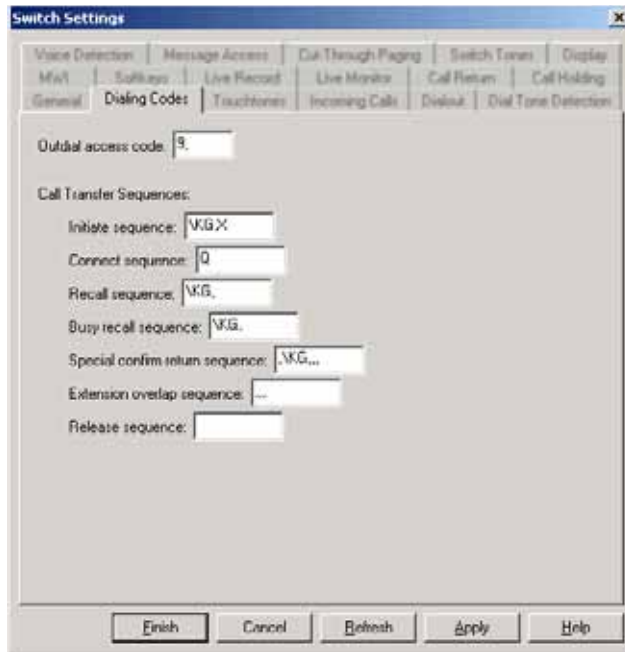 Switch Settings
Voice Detection Message Access Cut Through Paging Switch Tones Display
MWI Softkeys Live Record Live Monitor Call Return Call Holding
General Dialing Codes Touchtones Incoming Calls Dialout Dial Tone Detection
Outdial access code: 9,
Call Transfer Sequences:
Initiate sequence: \KG,X
Connect sequence: Q
Recall sequence: \KG,
Busy recall sequence: \KG,
Special confirm return sequence: ,\KG,,,
Extension overlap sequence: ...
Release sequence:
Finish Cancel Refresh Apply Help